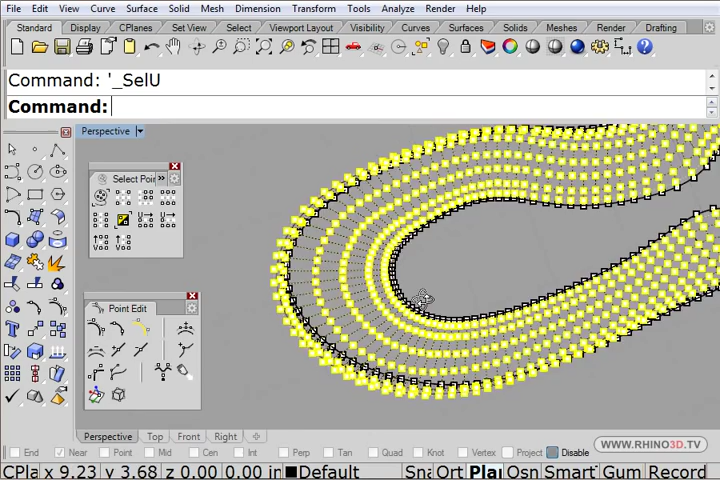 File Edit View Curve Surface Solid Mesh Dimension Transform Tools Analyze Render Panels Help
Standard Display CPlanes Set View Select Viewport Layout Visibility Curves Surfaces Solids Meshes Render Drafting
Command: '_SelU
Command:
Perspective
Select Poi
Point Edit
Perspective Top Front Right
End Near Point Mid Cen Int Perp Tan Quad Knot Vertex Project Disable
WWW.RHINO3D.TV
CPla x 9.23 y 3.68 z 0.00 0.00 in Default Sna Ort Pla Osn SmartT Gum Record